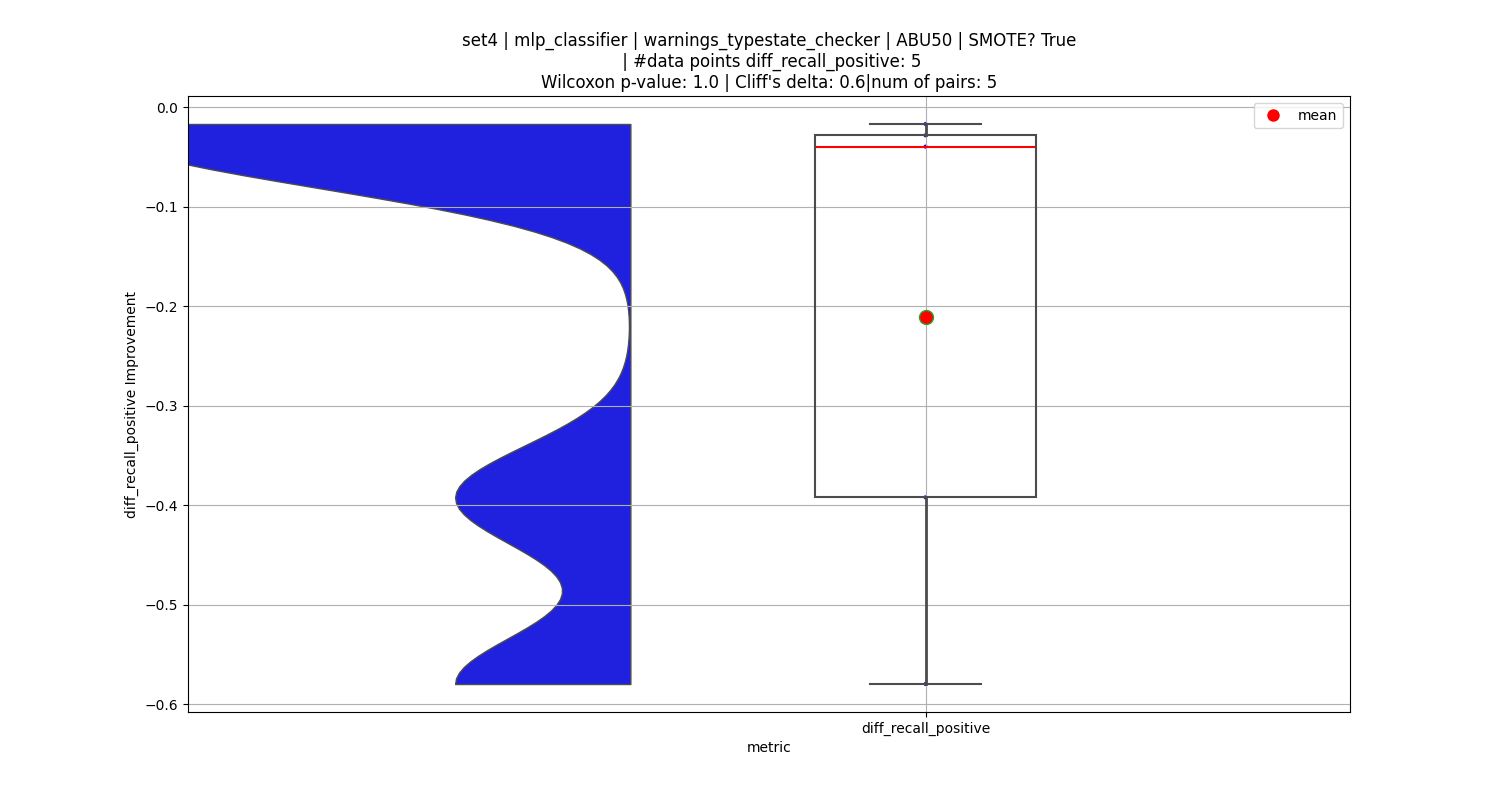 set4 | mlp_classifier | warnings_typestate_checker | ABU50 | SMOTE? True
| #data points diff_recall_positive: 5
Wilcoxon p-value: 1.0 | Cliff's delta: 0.6|num of pairs: 5
mean
0.0
−0.1
−0.2
−0.3
−0.4
−0.5
−0.6
diff_recall_positive Improvement
diff_recall_positive
metric